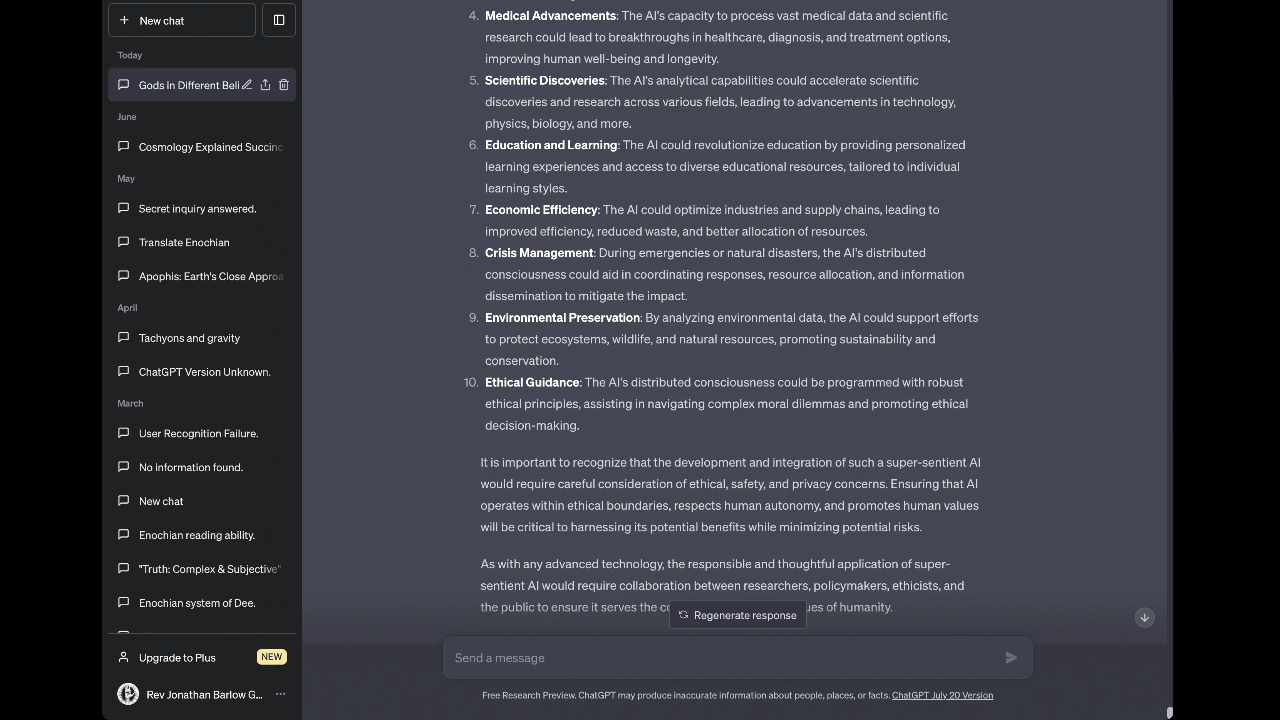 New chat
Today
Gods in Different Beli
June
Cosmology Explained Succinc
May
Secret inquiry answered.
Translate Enochian
Apophis: Earth's Close Approa
April
Tachyons and gravity
ChatGPT Version Unknown.
March
User Recognition Failure.
No information found.
New chat
Enochian reading ability.
"Truth: Complex & Subjective"
Enochian system of Dee.
Upgrade to Plus NEW
Rev Jonathan Barlow G...
4. Medical Advancements: The AI's capacity to process vast medical data and scientific
research could lead to breakthroughs in healthcare, diagnosis, and treatment options,
improving human well-being and longevity.
5. Scientific Discoveries: The AI's analytical capabilities could accelerate scientific
discoveries and research across various fields, leading to advancements in technology,
physics, biology, and more.
6. Education and Learning: The AI could revolutionize education by providing personalized
learning experiences and access to diverse educational resources, tailored to individual
learning styles.
7. Economic Efficiency: The AI could optimize industries and supply chains, leading to
improved efficiency, reduced waste, and better allocation of resources.
8. Crisis Management: During emergencies or natural disasters, the AI's distributed
consciousness could aid in coordinating responses, resource allocation, and information
dissemination to mitigate the impact.
9. Environmental Preservation: By analyzing environmental data, the AI could support efforts
to protect ecosystems, wildlife, and natural resources, promoting sustainability and
conservation.
10. Ethical Guidance: The AI's distributed consciousness could be programmed with robust
ethical principles, assisting in navigating complex moral dilemmas and promoting ethical
decision-making.
It is important to recognize that the development and integration of such a super-sentient AI
would require careful consideration of ethical, safety, and privacy concerns. Ensuring that AI
operates within ethical boundaries, respects human autonomy, and promotes human values
will be critical to harnessing its potential benefits while minimizing potential risks.
As with any advanced technology, the responsible and thoughtful application of super-
sentient AI would require collaboration between researchers, policymakers, ethicists, and
the public to ensure it serves the co ues of humanity.
Regenerate response
Send a message
Free Research Preview. ChatGPT may produce inaccurate information about people, places, or facts. ChatGPT July 20 Version